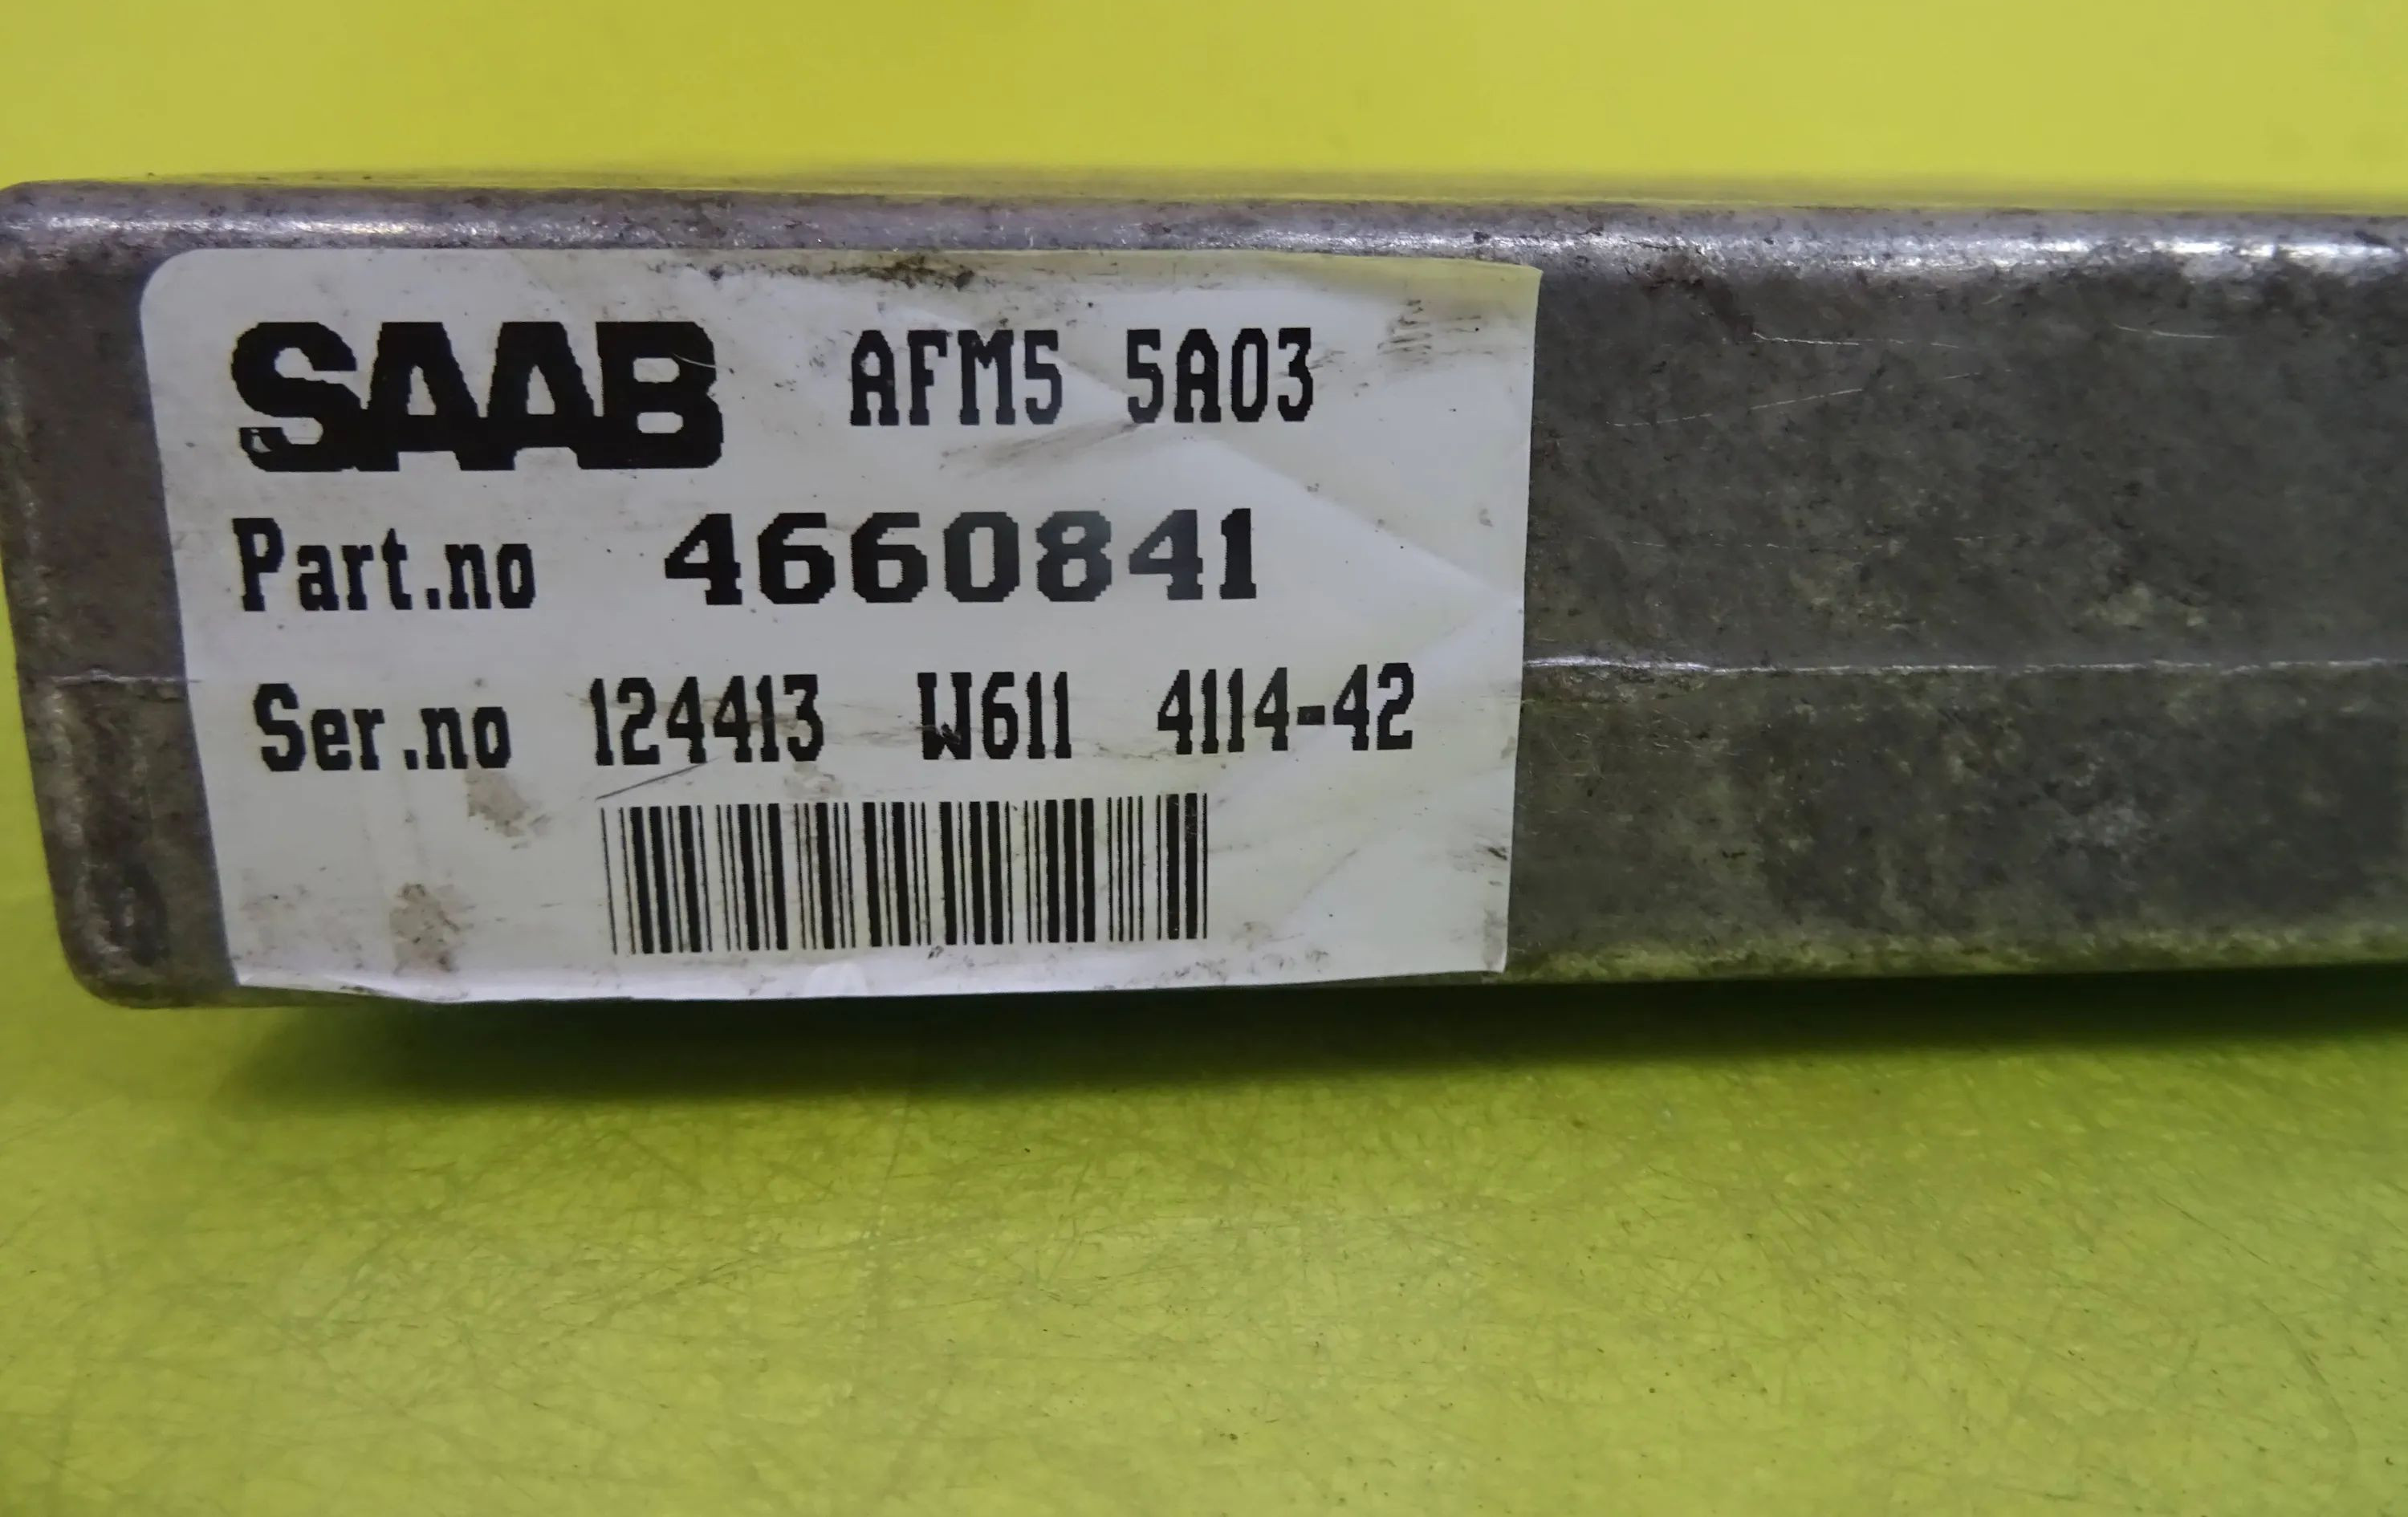 SAAB AFM5 5A03
Part.no 4660841
Ser.no 124413 W611 4114-42